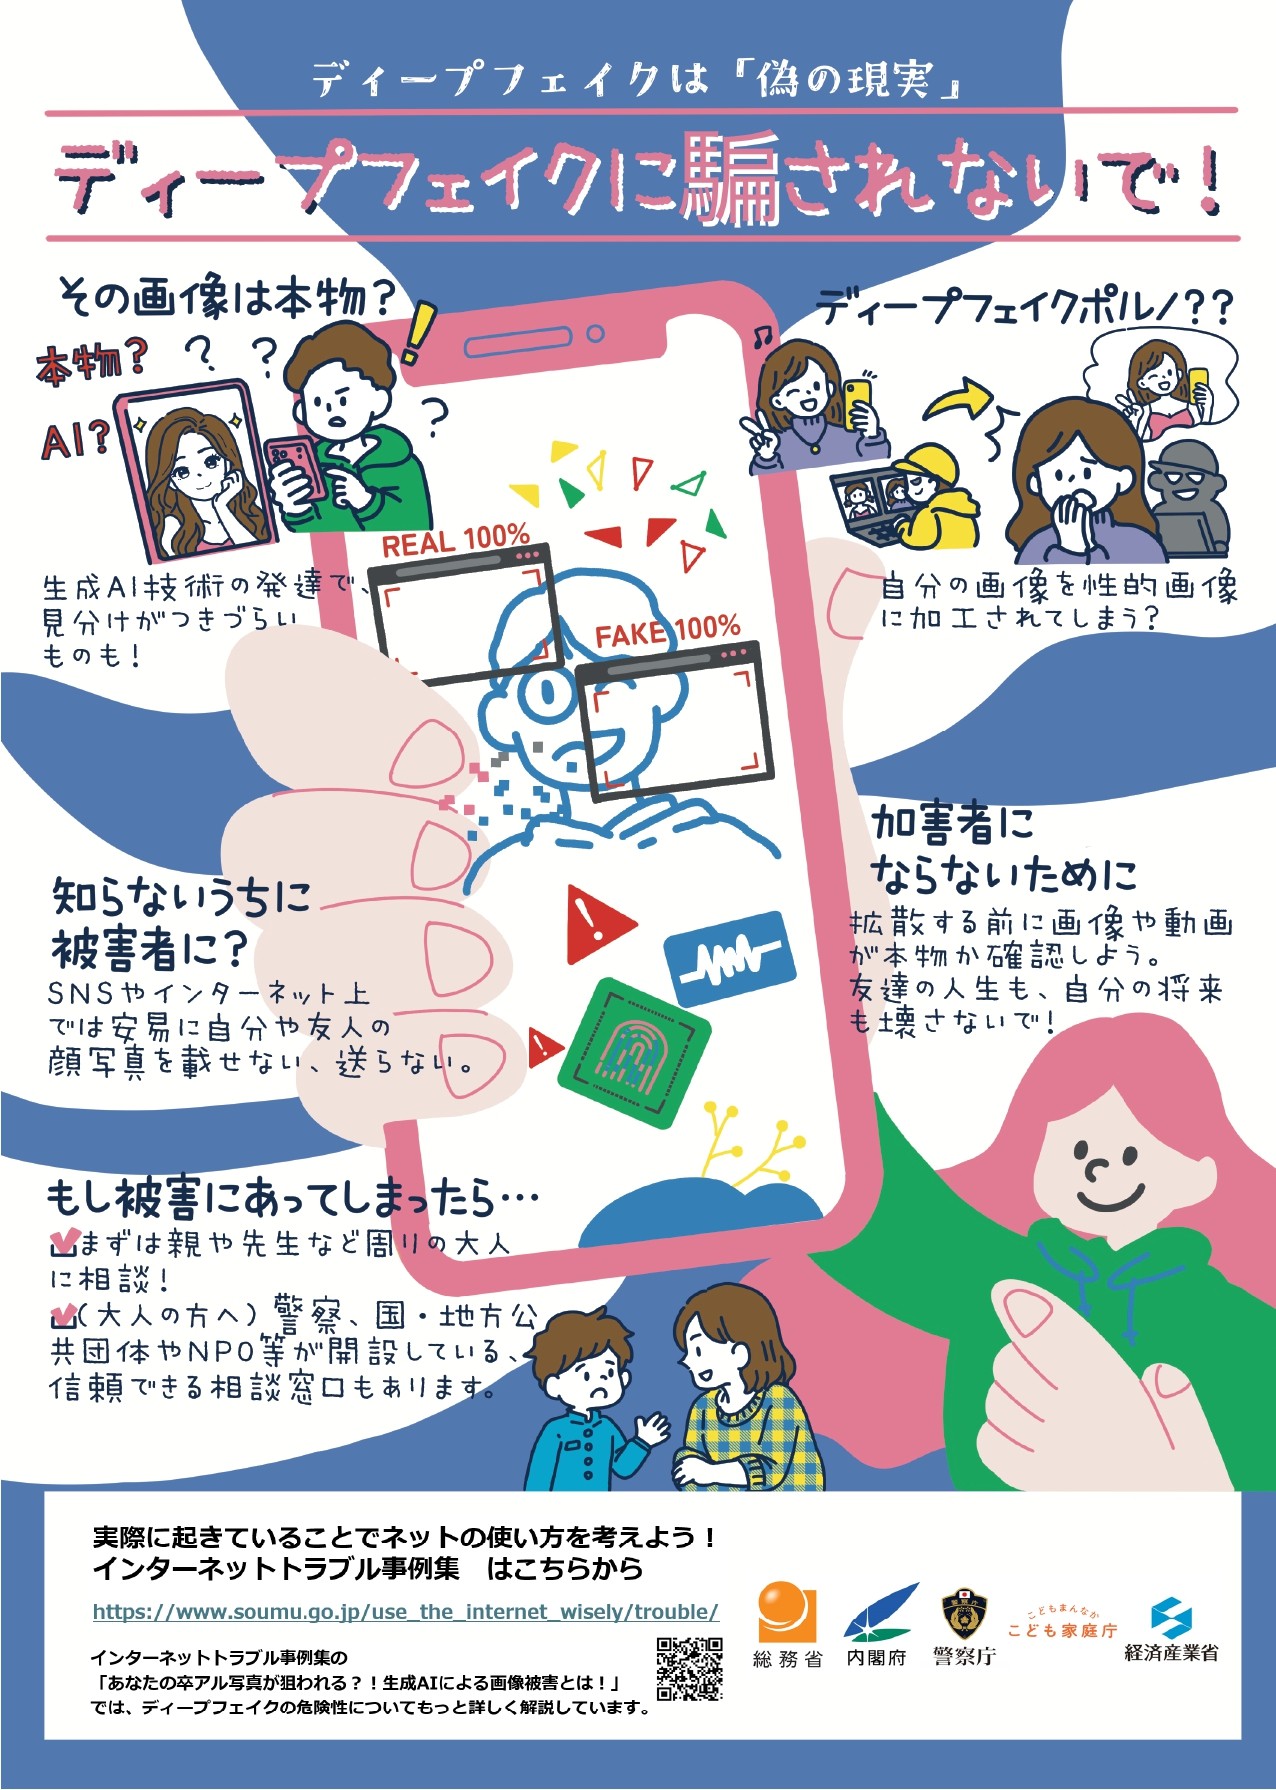 ディープフェイクは「偽の現実」
ディープフェイクに騙されないで！
その画像は本物？
本物？
AI？
生成AI技術の発達で、
見分けがつきづらい
ものも！
ディープフェイクポルノ？？
自分の画像を性的画像
に加工されてしまう？
REAL 100%
FAKE 100%
知らないうちに
被害者に？
SNSやインターネット上
では安易に自分や友人の
顔写真を載せない、送らない。
加害者に
ならないために
拡散する前に画像や動画
が本物か確認しよう。
友達の人生も、自分の将来
も壊さないで！
もし被害にあってしまったら…
まずは親や先生など周りの大人
に相談！
(大人の方へ) 警察、国・地方公
共団体やNPO等が開設している、
信頼できる相談窓口もあります。
実際に起きていることでネットの使い方を考えよう！
インターネットトラブル事例集　はこちらから
https://www.soumu.go.jp/use_the_internet_wisely/trouble/
インターネットトラブル事例集の
「あなたの卒アル写真が狙われる？！生成AIによる画像被害とは！」
では、ディープフェイクの危険性についてもっと詳しく解説しています。
総務省
内閣府
警察庁
警察庁
こどもまんなか
こども家庭庁
経済産業省